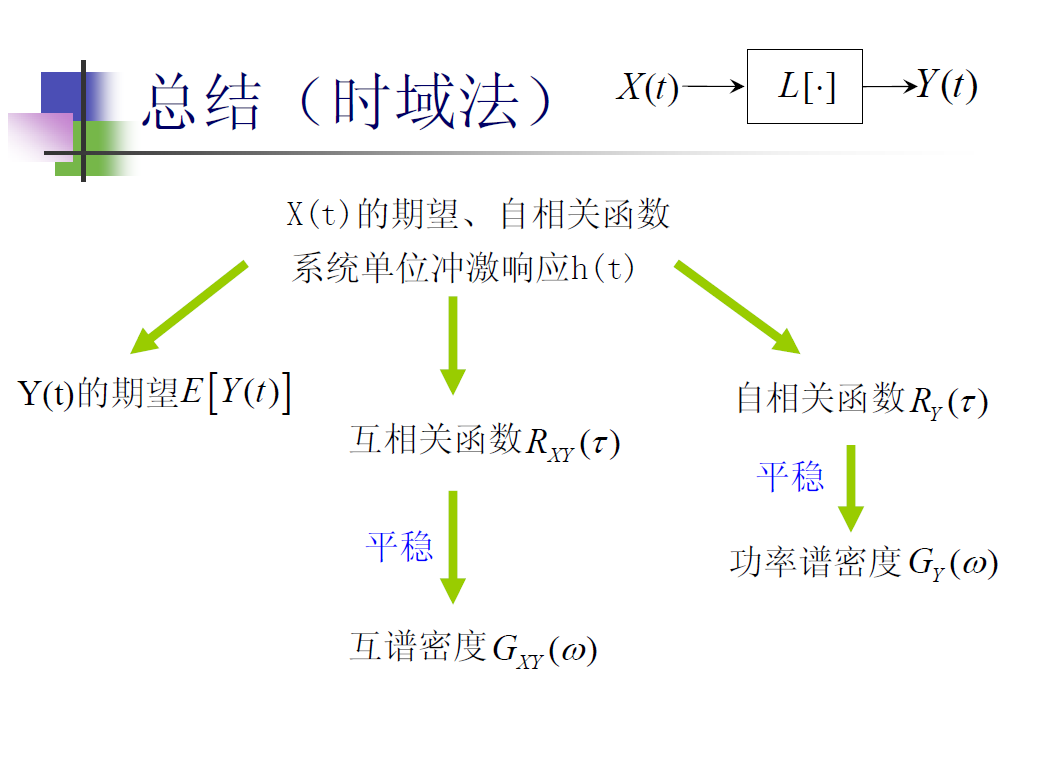 总结（时域法）
X(t) L[·] Y(t)
X(t)的期望、自相关函数
系统单位冲激响应h(t)
Y(t)的期望E[Y(t)]
自相关函数R_Y(τ)
互相关函数R_XY(τ)
平稳
平稳
功率谱密度G_Y(ω)
互谱密度G_XY(ω)